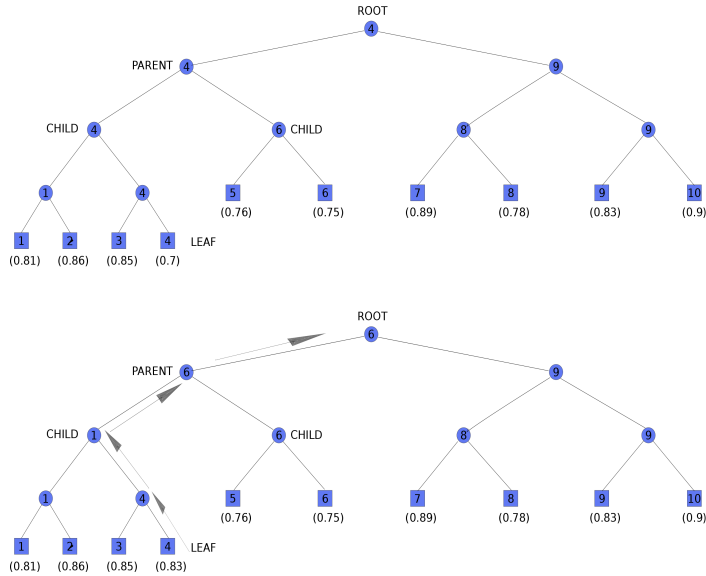 ROOT
4
PARENT 4 9
CHILD 4 6 CHILD 8 9
1 4 5 6 7 8 9 10
(0.76) (0.75) (0.89) (0.78) (0.83) (0.9)
1 2 3 4 LEAF
(0.81) (0.86) (0.85) (0.7)
ROOT
6
PARENT 6 9
CHILD 1 6 CHILD 8 9
1 4 5 6 7 8 9 10
(0.76) (0.75) (0.89) (0.78) (0.83) (0.9)
1 2 3 4 LEAF
(0.81) (0.86) (0.85) (0.83)